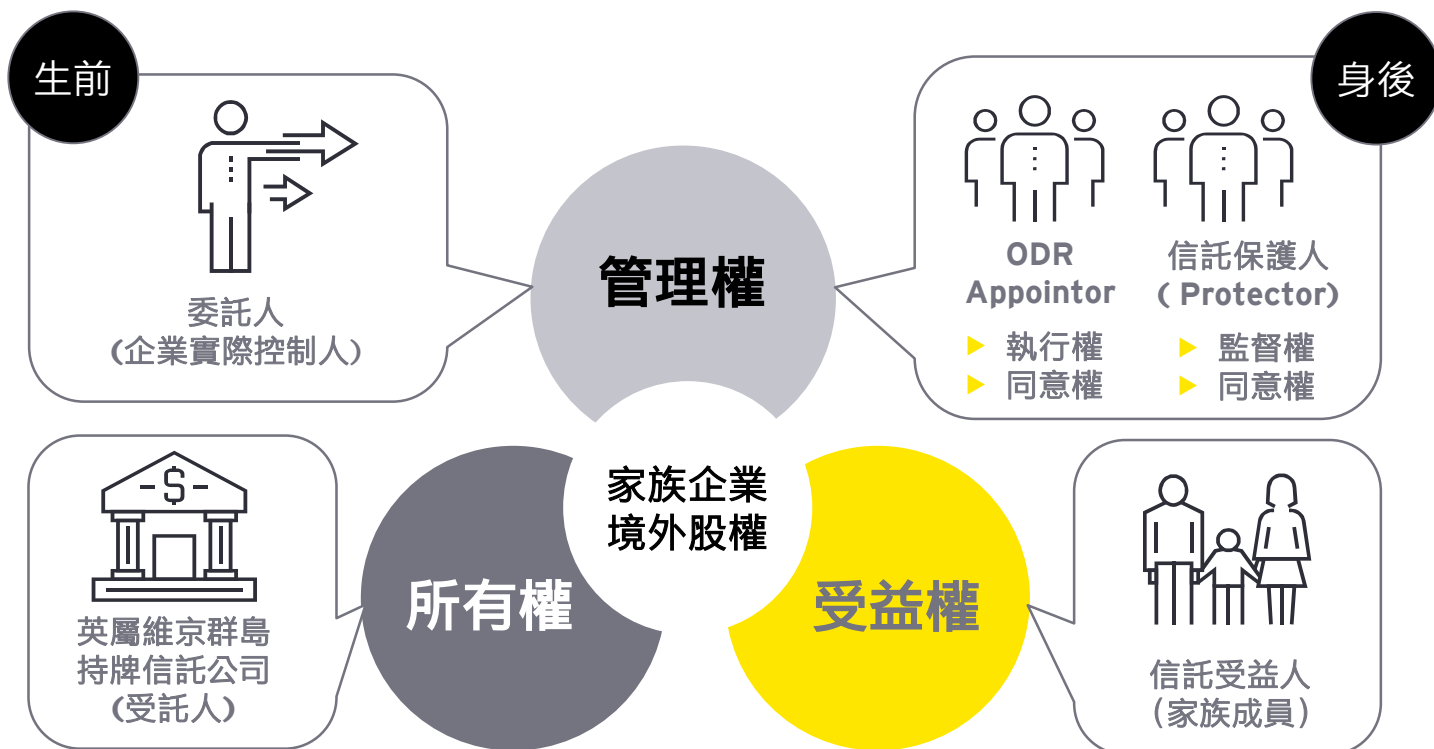 生前
委託人
(企業實際控制人)
管理權
身後
ODR
Appointor
▶ 執行權
▶ 同意權
信託保護人
( Protector)
▶ 監督權
▶ 同意權
家族企業
境外股權
所有權
受益權
$
英屬維京群島
持牌信託公司
(受託人)
信託受益人
(家族成員)